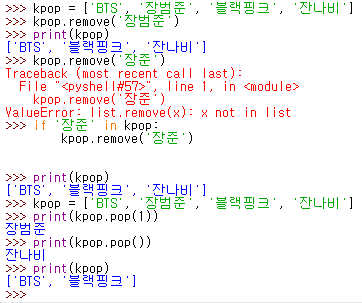 >>> kpop = ['BTS', '장범준', '블랙핑크', '잔나비']
>>> kpop.remove('장범준')
>>> print(kpop)
['BTS', '블랙핑크', '잔나비']
>>> kpop.remove('장준')
Traceback (most recent call last):
  File "<pyshell#57>", line 1, in <module>
    kpop.remove('장준')
ValueError: list.remove(x): x not in list
>>> if '장준' in kpop:
        kpop.remove('장준')
>>> print(kpop)
['BTS', '블랙핑크', '잔나비']
>>> kpop = ['BTS', '장범준', '블랙핑크', '잔나비']
>>> print(kpop.pop(1))
장범준
>>> print(kpop.pop())
잔나비
>>> print(kpop)
['BTS', '블랙핑크']
>>>